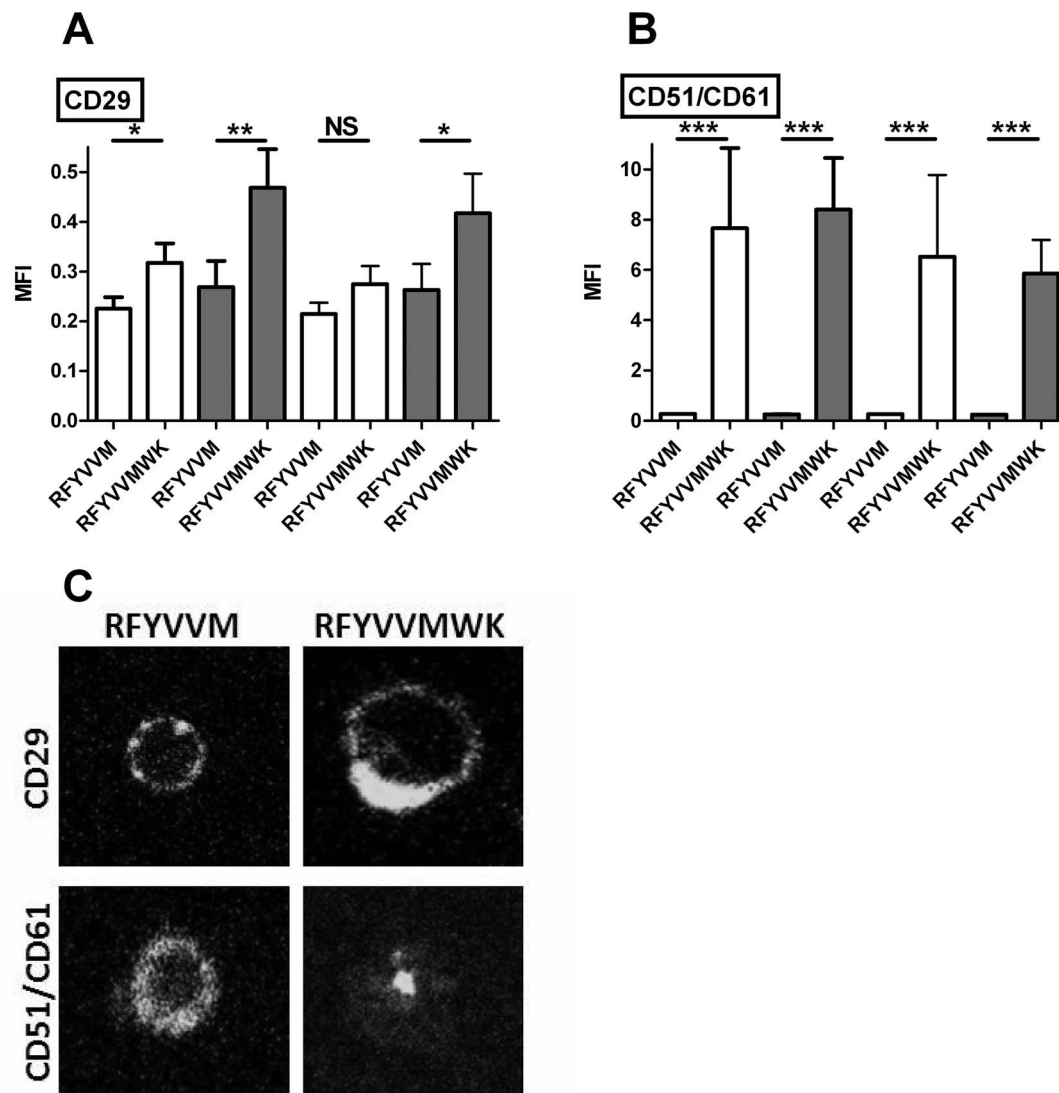 A
CD29
* ** NS *
0.5
0.4
0.3
0.2
0.1
0.0
MFI
RFYVVM RFYVVMWK RFYVVM RFYVVMWK RFYVVM RFYVVMWK RFYVVM RFYVVMWK
B
CD51/CD61
*** *** *** ***
10
8
6
4
2
0
MFI
RFYVVM RFYVVMWK RFYVVM RFYVVMWK RFYVVM RFYVVMWK RFYVVM RFYVVMWK
C
RFYVVM RFYVVMWK
CD29
CD51/CD61